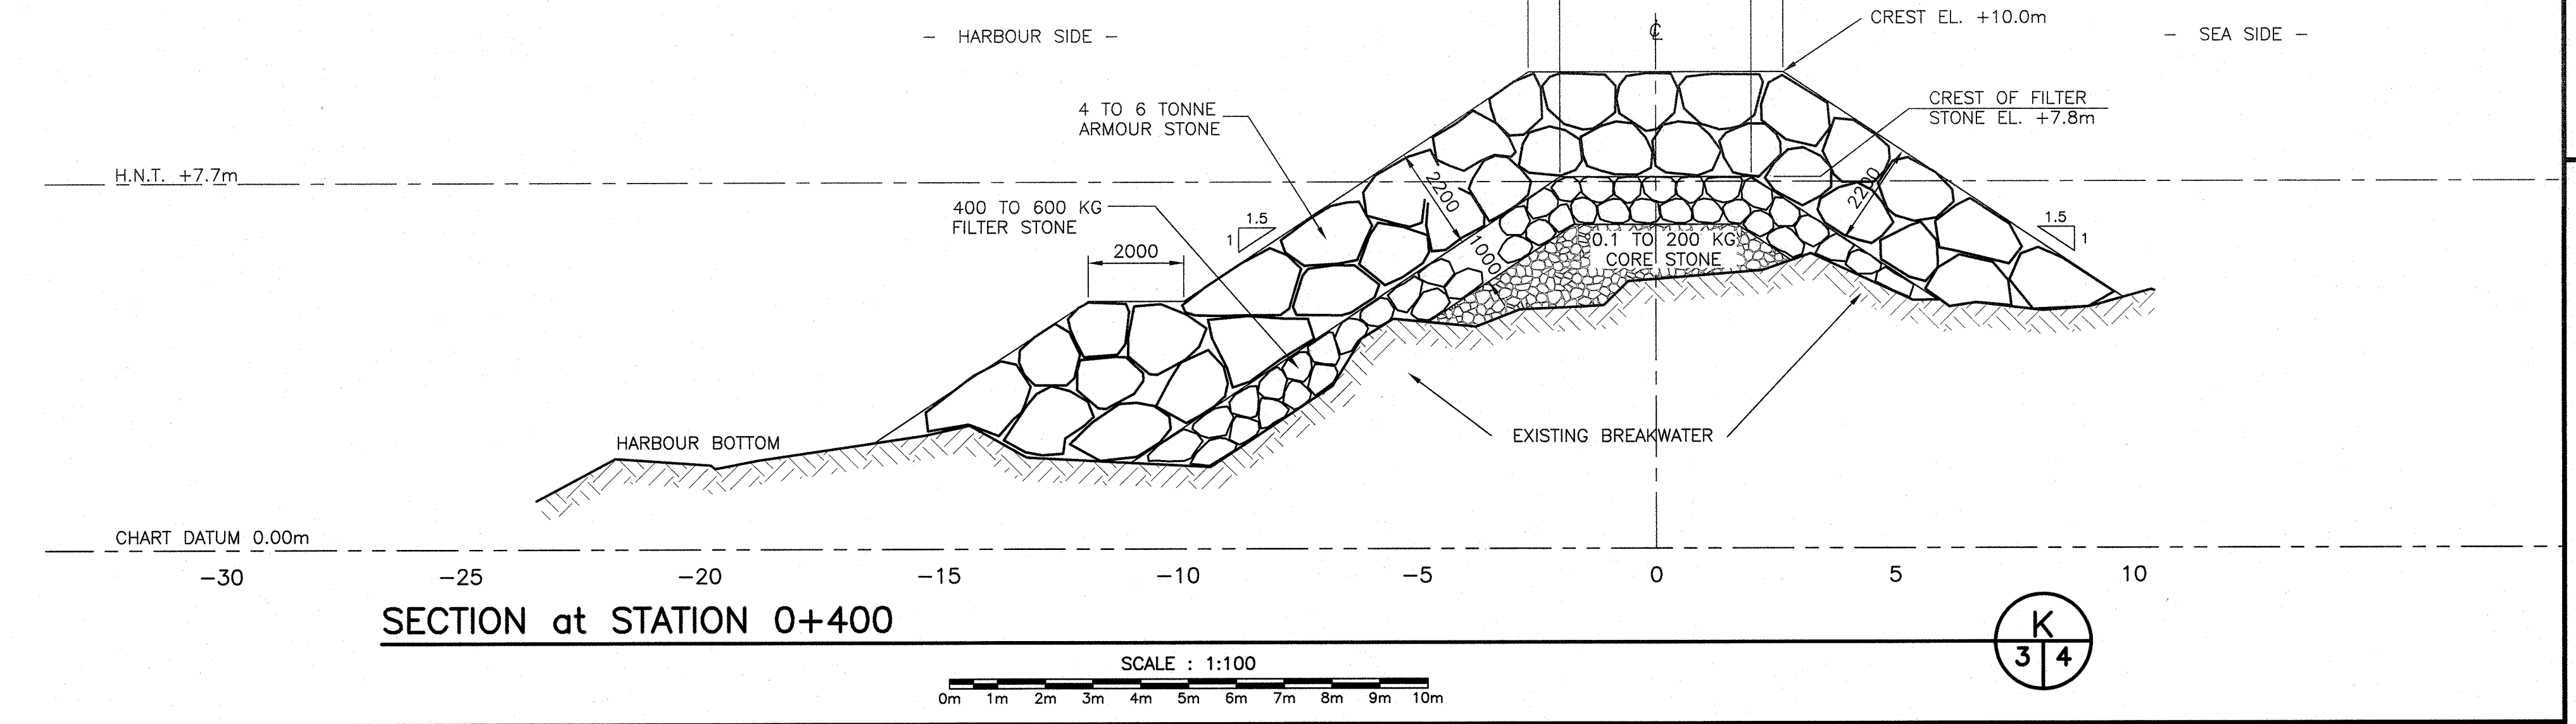 CREST EL. +10.0m
- HARBOUR SIDE -
℄
- SEA SIDE -
4 TO 6 TONNE
ARMOUR STONE
CREST OF FILTER
STONE EL. +7.8m
H.N.T. +7.7m
2200
2200
400 TO 600 KG
FILTER STONE
1.5
1
1.5
1
2000
1000
0.1 TO 200 KG
CORE STONE
HARBOUR BOTTOM
EXISTING BREAKWATER
CHART DATUM 0.00m
-30 -25 -20 -15 -10 -5 0 5 10
SECTION at STATION 0+400
K
3 4
SCALE : 1:100
0m 1m 2m 3m 4m 5m 6m 7m 8m 9m 10m